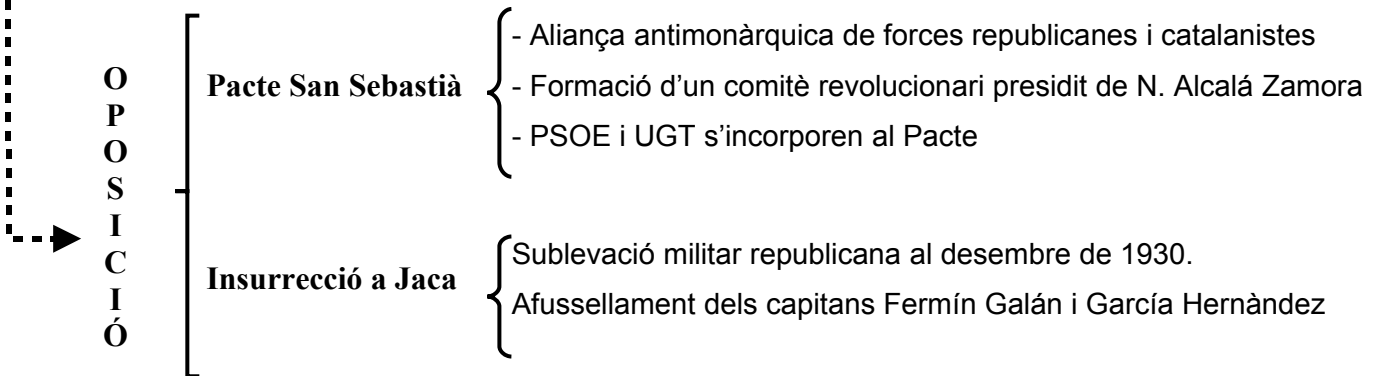 OPOSICIÓ
Pacte San Sebastià
- Aliança antimonàrquica de forces republicanes i catalanistes
- Formació d'un comitè revolucionari presidit de N. Alcalá Zamora
- PSOE i UGT s'incorporen al Pacte
Insurrecció a Jaca
Sublevació militar republicana al desembre de 1930.
Afussellament dels capitans Fermín Galán i García Hernàndez